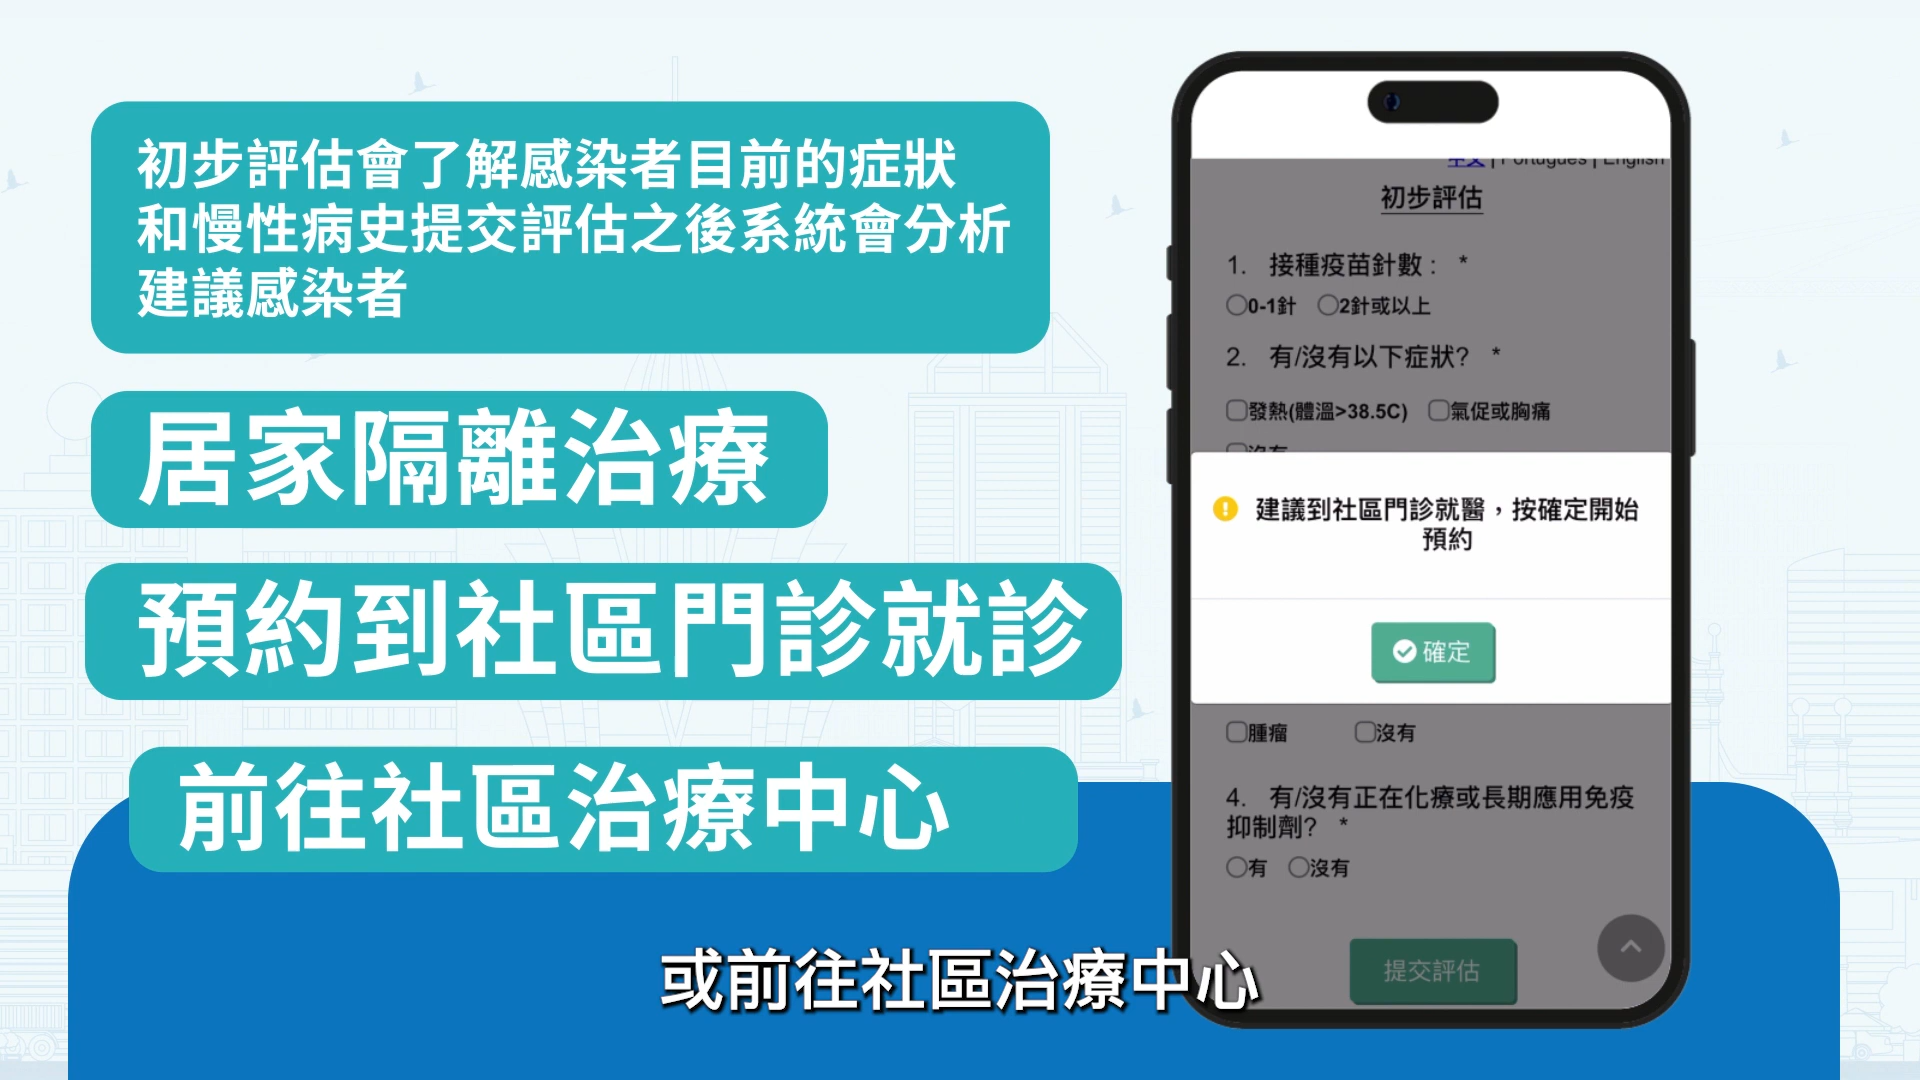 初步評估會了解感染者目前的症狀
和慢性病史提交評估之後系統會分析
建議感染者
居家隔離治療
預約到社區門診就診
前往社區治療中心
中文 | Português | English
初步評估
1. 接種疫苗針數： *
0-1針 2針或以上
2. 有/沒有以下症狀? *
發熱(體溫>38.5C) 氣促或胸痛
沒有
建議到社區門診就醫，按確定開始
預約
確定
腫瘤 沒有
4. 有/沒有正在化療或長期應用免疫
抑制劑? *
有 沒有
提交評估
或前往社區治療中心